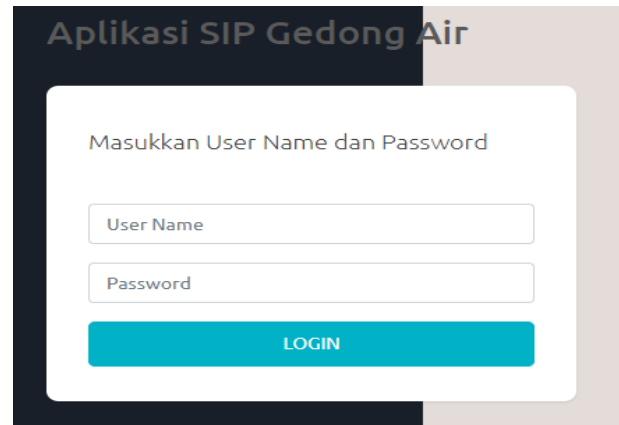 Aplikasi SIP Gedong Air
Masukkan User Name dan Password
User Name
Password
LOGIN